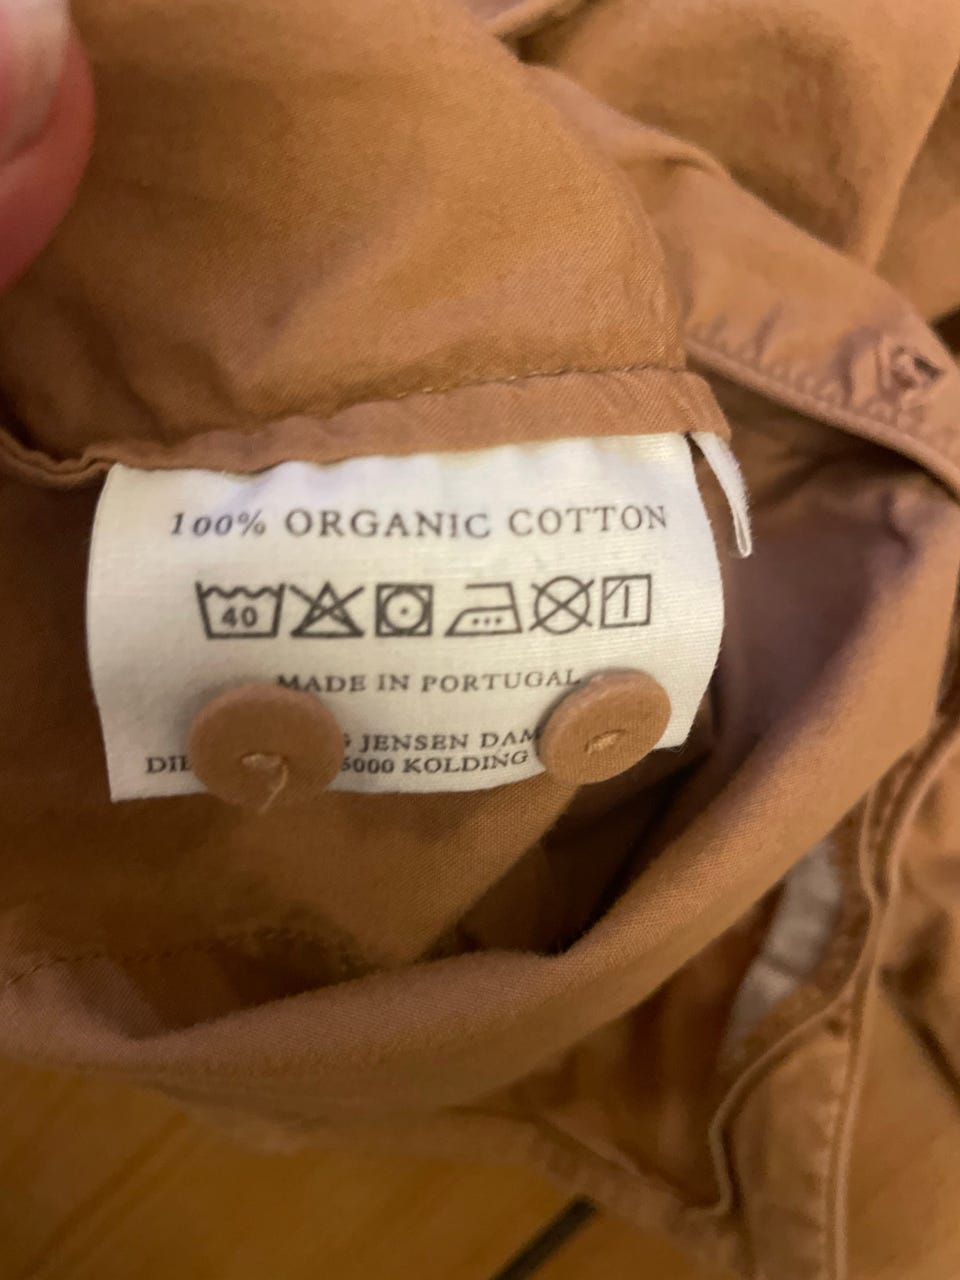 100% ORGANIC COTTON
40
MADE IN PORTUGAL
JENSEN DAM
5000 KOLDING